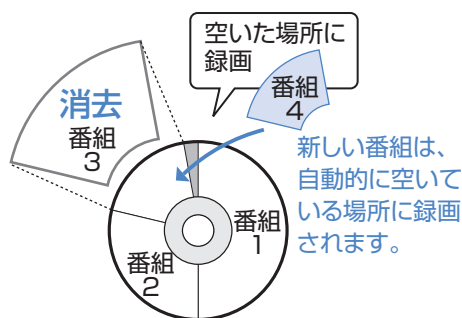 空いた場所に
録画
消去
番組
3
番組
4
新しい番組は、
自動的に空いて
いる場所に録画
されます。
番組
1
番組
2